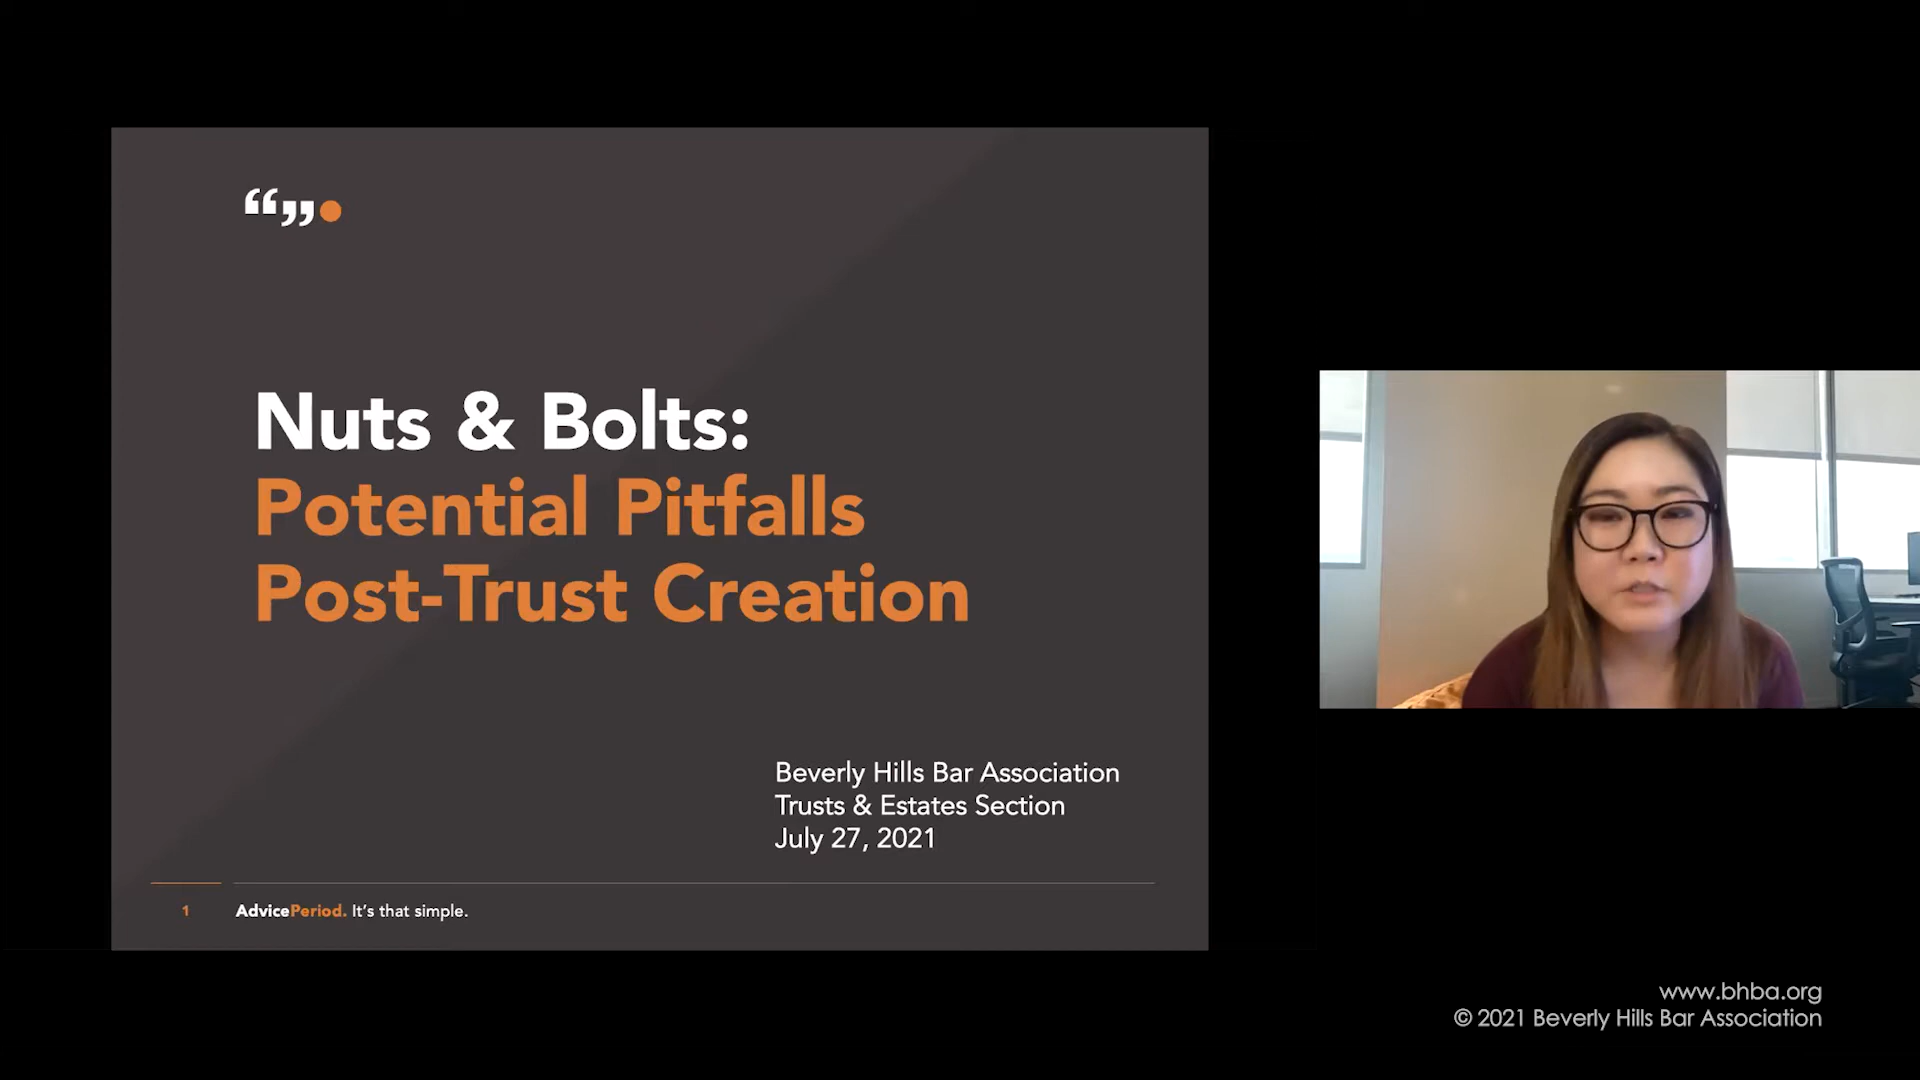 “„●
Nuts & Bolts:
Potential Pitfalls
Post-Trust Creation
Beverly Hills Bar Association
Trusts & Estates Section
July 27, 2021
1 AdvicePeriod. It’s that simple.
www.bhba.org
© 2021 Beverly Hills Bar Association